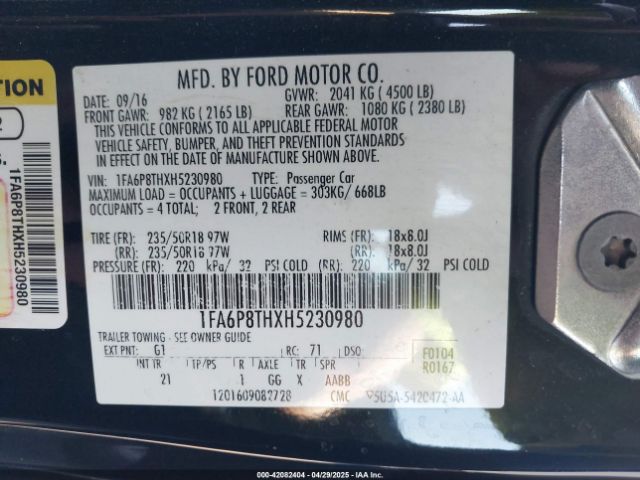 TION
2
S.
1FA6P8THXH5230980
MFD. BY FORD MOTOR CO.
DATE: 09/16 GVWR: 2041 KG ( 4500 LB)
FRONT GAWR: 982 KG ( 2165 LB) REAR GAWR: 1080 KG ( 2380 LB)
THIS VEHICLE CONFORMS TO ALL APPLICABLE FEDERAL MOTOR
VEHICLE SAFETY, BUMPER, AND THEFT PREVENTION STANDARDS
IN EFFECT ON THE DATE OF MANUFACTURE SHOWN ABOVE.
VIN: 1FA6P8THXH5230980 TYPE: Passenger Car
MAXIMUM LOAD = OCCUPANTS + LUGGAGE = 303KG/ 668LB
OCCUPANTS = 4 TOTAL; 2 FRONT, 2 REAR
TIRE (FR): 235/50R18 97W RIMS (FR): 18x8.0J
(RR): 235/50R18 97W (RR): 18x8.0J
PRESSURE (FR): 220 kPa/ 32 PSI COLD (RR): 220 kPa/ 32 PSI COLD
1FA6P8THXH5230980
TRAILER TOWING - SEE OWNER GUIDE
EXT PNT: G1 RC: 71 DSO: F0104
INT TR TP/PS R AXLE TR SPR R0167
21 1 GG X AABB
1201609082728 CMC
© www.copart-42082404 - 04/29/2025 - IAA, Inc.